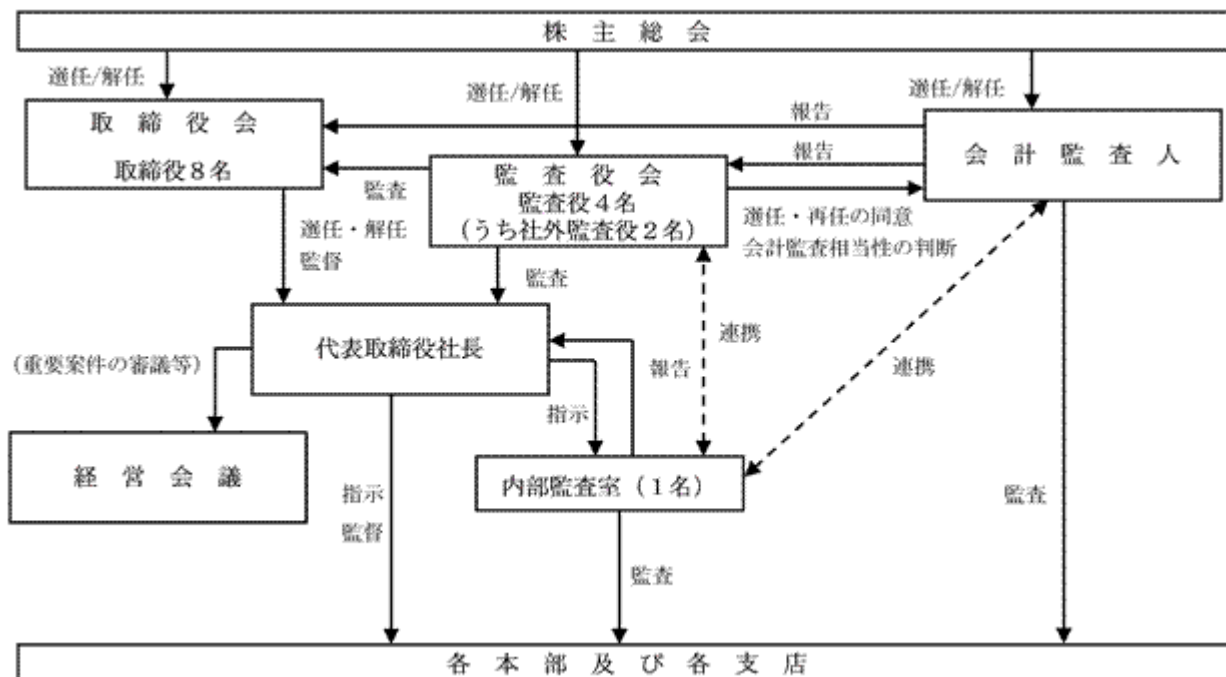 株主総会
選任/解任
選任/解任
選任/解任
取締役会
取締役８名
報告
会計監査人
報告
監査
監査役会
監査役４名
(うち社外監査役２名)
選任・再任の同意
会計監査相当性の判断
選任・解任
監督
監査
代表取締役社長
連携
(重要案件の審議等)
報告
連携
指示
経営会議
内部監査室（１名）
指示
監督
監査
監査
各本部及び各支店